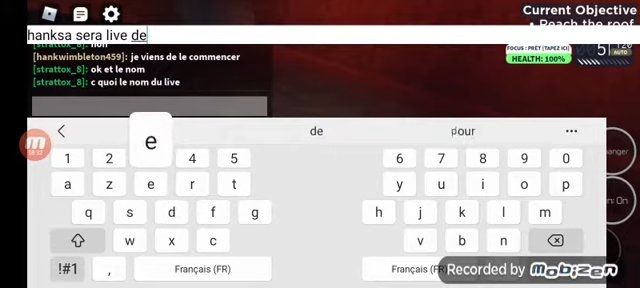 Current Objective
• Reach the roof
hanksa sera live de
[strattox_8]: non
[hankwimbleton459]: je viens de le commencer
[strattox_8]: ok et le nom
[strattox_8]: c quoi le nom du live
FOCUS : PRÊT (TAPEZ ICI)
HEALTH: 100%
5
120
AUTO
de
pour
e
1 2 4 5 6 7 8 9 0
a z e r t y u i o p
q s d f g h j k l m
w x c v b n
!#1 , Français (FR) Français (FR)
Recorded by mobizen